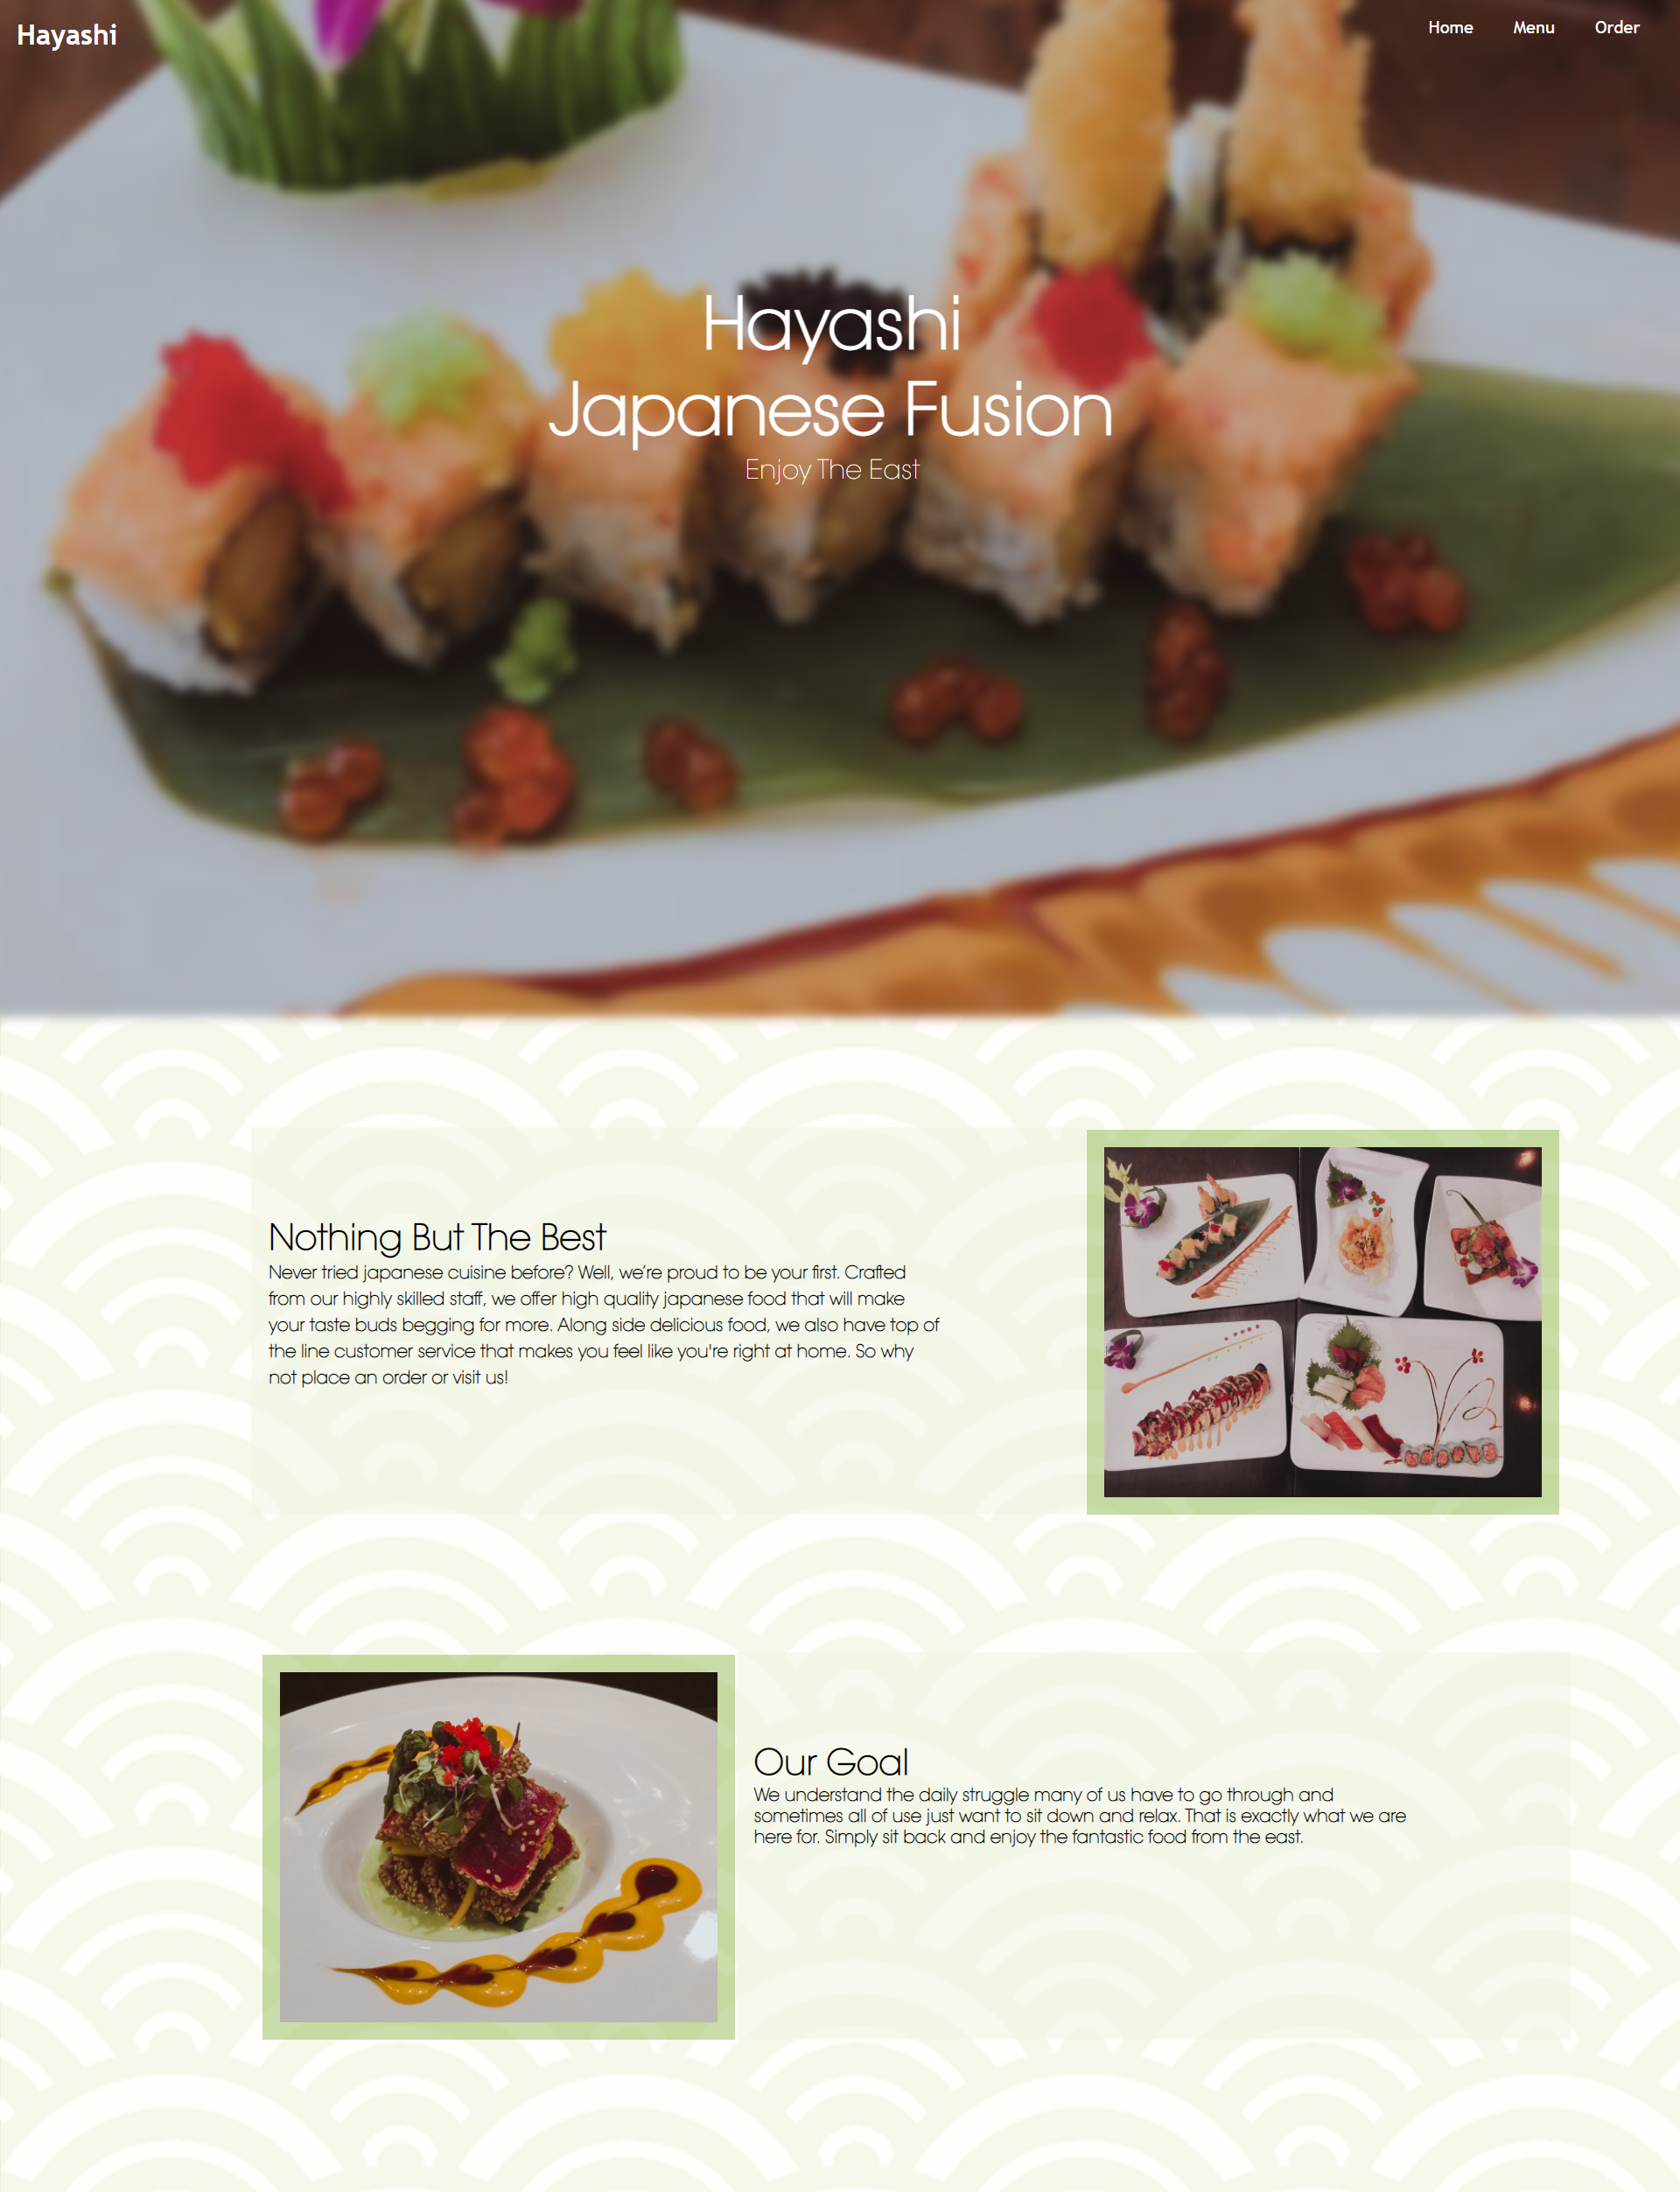 Hayashi
Home Menu Order
Hayashi
Japanese Fusion
Enjoy The East
Nothing But The Best
Never tried japanese cuisine before? Well, we're proud to be your first. Crafted
from our highly skilled staff, we offer high quality japanese food that will make
your taste buds begging for more. Along side delicious food, we also have top of
the line customer service that makes you feel like you're right at home. So why
not place an order or visit us!
Our Goal
We understand the daily struggle many of us have to go through and
sometimes all of use just want to sit down and relax. That is exactly what we are
here for. Simply sit back and enjoy the fantastic food from the east.